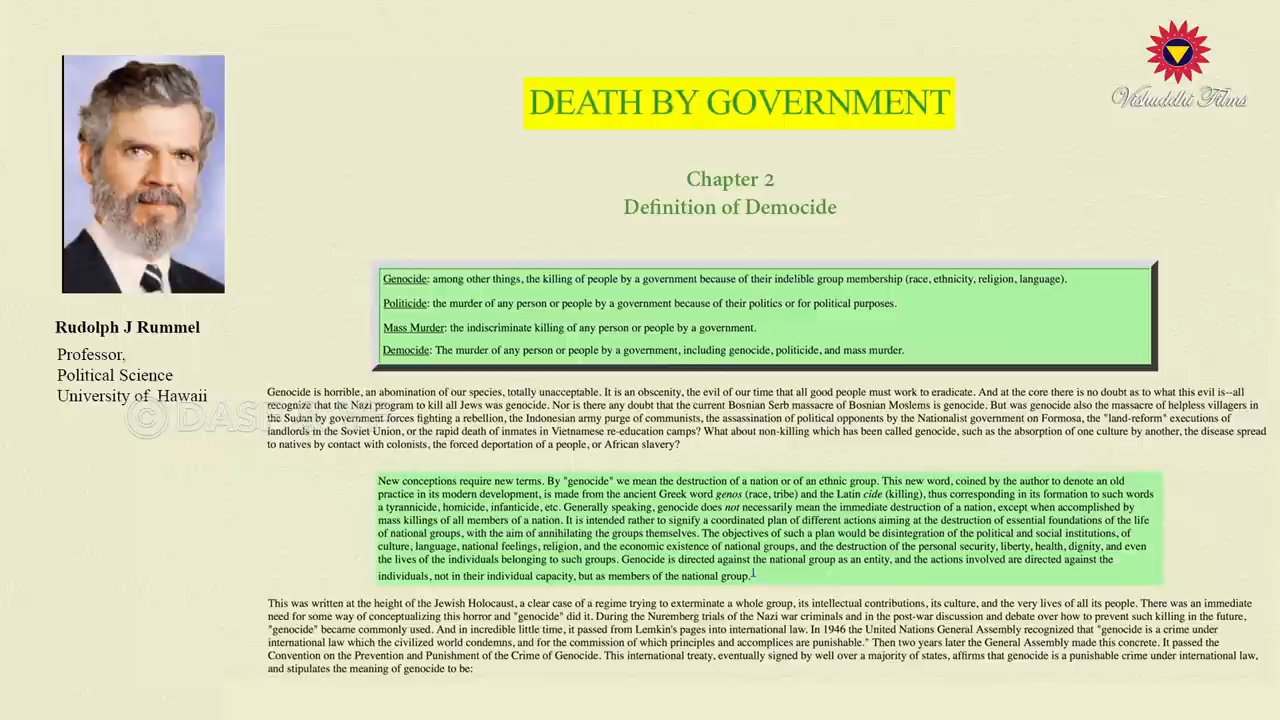 Vishuddhi Films
DEATH BY GOVERNMENT
Chapter 2
Definition of Democide
Rudolph J Rummel
Professor,
Political Science
University of Hawaii
Genocide: among other things, the killing of people by a government because of their indelible group membership (race, ethnicity, religion, language).
Politicide: the murder of any person or people by a government because of their politics or for political purposes.
Mass Murder: the indiscriminate killing of any person or people by a government.
Democide: The murder of any person or people by a government, including genocide, politicide, and mass murder.
Genocide is horrible, an abomination of our species, totally unacceptable. It is an obscenity, the evil of our time that all good people must work to eradicate. And at the core there is no doubt as to what this evil is--all
recognize that the Nazi program to kill all Jews was genocide. Nor is there any doubt that the current Bosnian Serb massacre of Bosnian Moslems is genocide. But was genocide also the massacre of helpless villagers in
the Sudan by government forces fighting a rebellion, the Indonesian army purge of communists, the assassination of political opponents by the Nationalist government on Formosa, the "land-reform" executions of
landlords in the Soviet Union, or the rapid death of inmates in Vietnamese re-education camps? What about non-killing which has been called genocide, such as the absorption of one culture by another, the disease spread
to natives by contact with colonists, the forced deportation of a people, or African slavery?
© DAS
New conceptions require new terms. By "genocide" we mean the destruction of a nation or of an ethnic group. This new word, coined by the author to denote an old
practice in its modern development, is made from the ancient Greek word genos (race, tribe) and the Latin cide (killing), thus corresponding in its formation to such words
a tyrannicide, homicide, infanticide, etc. Generally speaking, genocide does not necessarily mean the immediate destruction of a nation, except when accomplished by
mass killings of all members of a nation. It is intended rather to signify a coordinated plan of different actions aiming at the destruction of essential foundations of the life
of national groups, with the aim of annihilating the groups themselves. The objectives of such a plan would be disintegration of the political and social institutions, of
culture, language, national feelings, religion, and the economic existence of national groups, and the destruction of the personal security, liberty, health, dignity, and even
the lives of the individuals belonging to such groups. Genocide is directed against the national group as an entity, and the actions involved are directed against the
individuals, not in their individual capacity, but as members of the national group.1
This was written at the height of the Jewish Holocaust, a clear case of a regime trying to exterminate a whole group, its intellectual contributions, its culture, and the very lives of all its people. There was an immediate
need for some way of conceptualizing this horror and "genocide" did it. During the Nuremberg trials of the Nazi war criminals and in the post-war discussion and debate over how to prevent such killing in the future,
"genocide" became commonly used. And in incredible little time, it passed from Lemkin's pages into international law. In 1946 the United Nations General Assembly recognized that "genocide is a crime under
international law which the civilized world condemns, and for the commission of which principles and accomplices are punishable." Then two years later the General Assembly made this concrete. It passed the
Convention on the Prevention and Punishment of the Crime of Genocide. This international treaty, eventually signed by well over a majority of states, affirms that genocide is a punishable crime under international law,
and stipulates the meaning of genocide to be: